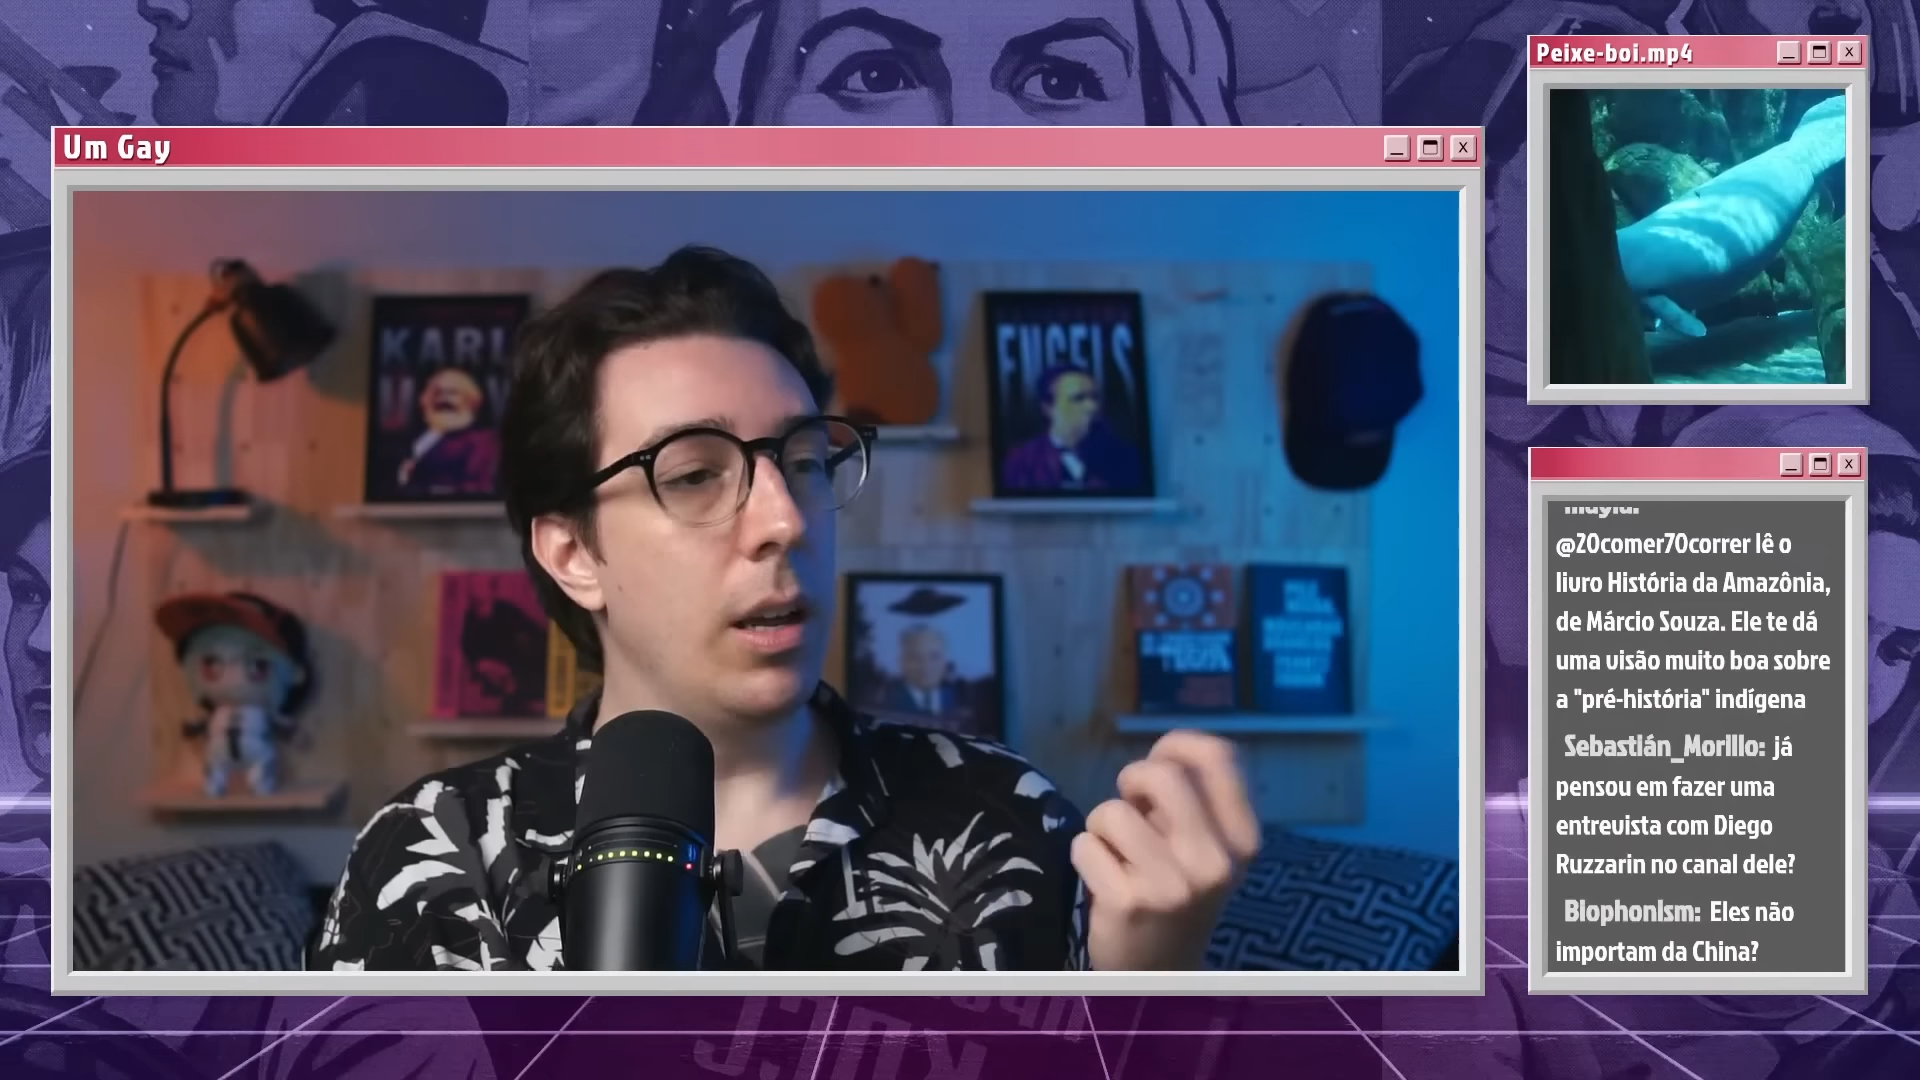 Um Gay
KARL
ENGELS
Peixe-boi.mp4
@20comer70correr lê o
livro História da Amazônia,
de Márcio Souza. Ele te dá
uma visão muito boa sobre
a "pré-história" indígena
Sebastián_Morillo: já
pensou em fazer uma
entrevista com Diego
Ruzzarin no canal dele?
Blophonism: Eles não
importam da China?